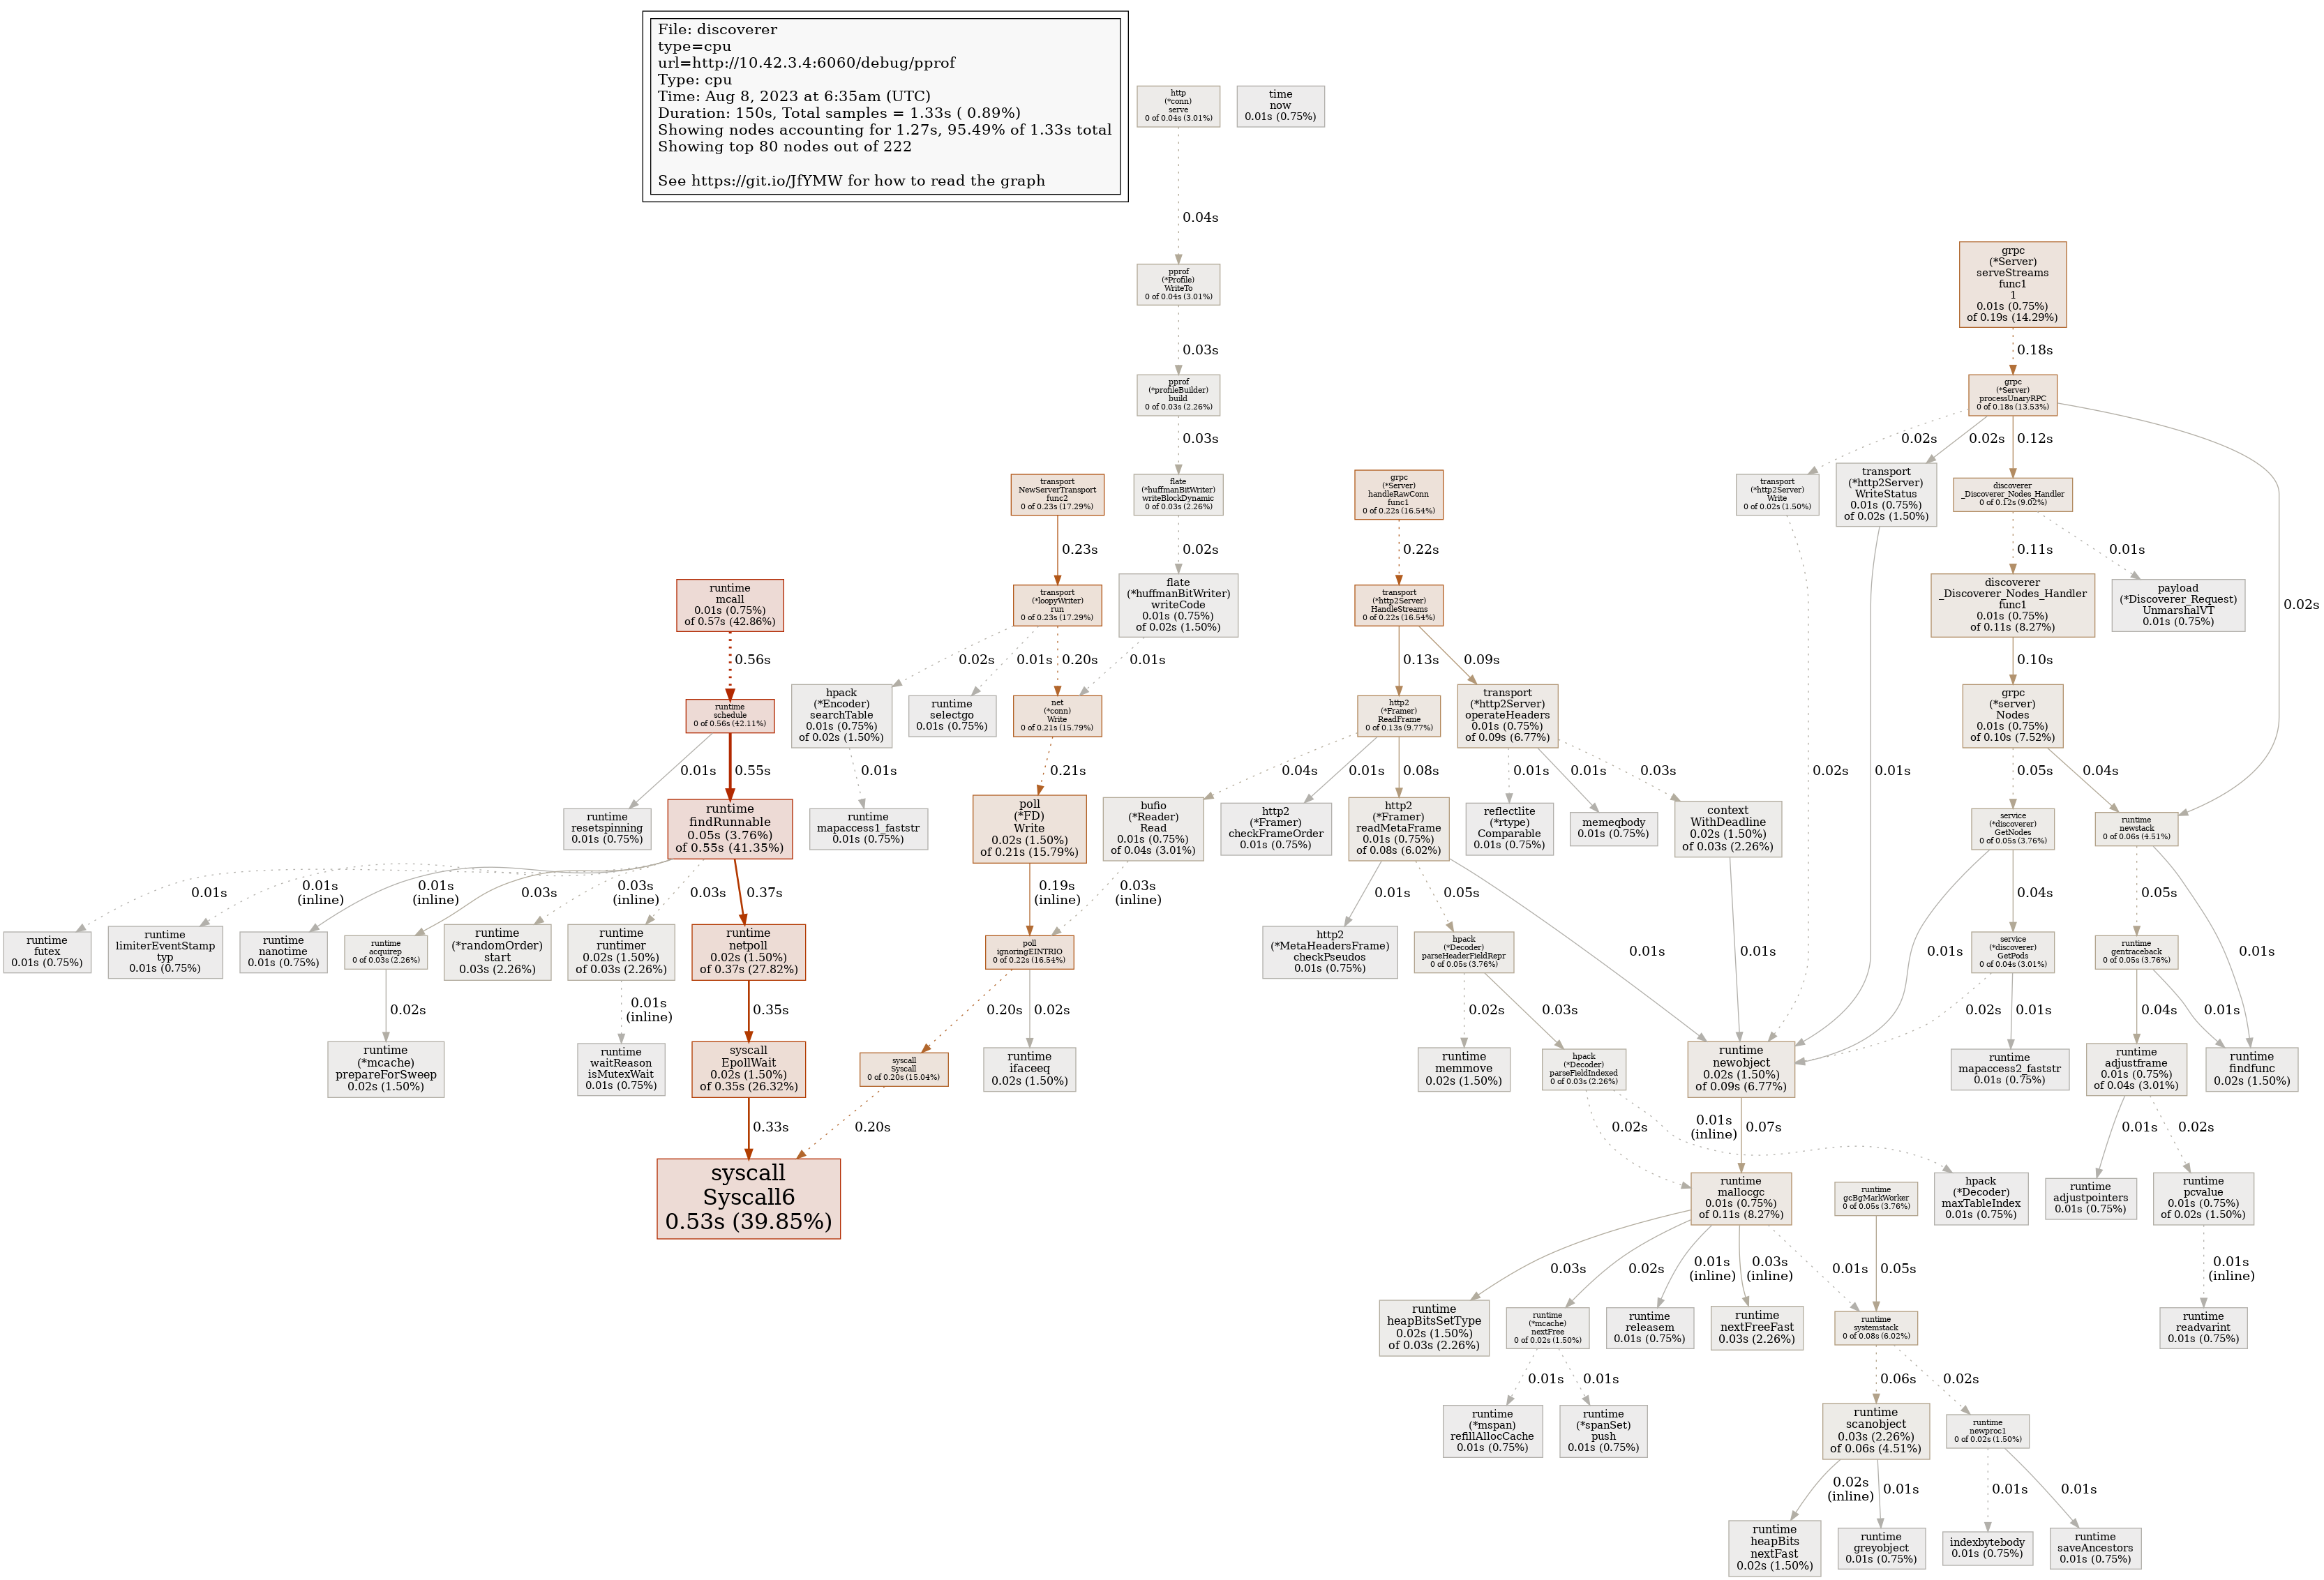 File: discoverer
type=cpu
url=http://10.42.3.4:6060/debug/pprof
Type: cpu
Time: Aug 8, 2023 at 6:35am (UTC)
Duration: 150s, Total samples = 1.33s ( 0.89%)
Showing nodes accounting for 1.27s, 95.49% of 1.33s total
Showing top 80 nodes out of 222
See https://git.io/JfYMW for how to read the graph
http
(*conn)
serve
0 of 0.04s (3.01%)
time
now
0.01s (0.75%)
0.04s
pprof
(*Profile)
WriteTo
0 of 0.04s (3.01%)
grpc
(*Server)
serveStreams
func1
1
0.01s (0.75%)
of 0.19s (14.29%)
0.03s
0.18s
pprof
(*profileBuilder)
build
0 of 0.03s (2.26%)
grpc
(*Server)
processUnaryRPC
0 of 0.18s (13.53%)
0.03s
0.02s
0.02s
0.12s
transport
NewServerTransport
func2
0 of 0.23s (17.29%)
flate
(*huffmanBitWriter)
writeBlockDynamic
0 of 0.03s (2.26%)
grpc
(*Server)
handleRawConn
func1
0 of 0.22s (16.54%)
transport
(*http2Server)
Write
0 of 0.02s (1.50%)
transport
(*http2Server)
WriteStatus
0.01s (0.75%)
of 0.02s (1.50%)
discoverer
_Discoverer_Nodes_Handler
0 of 0.12s (9.02%)
0.23s
0.02s
0.22s
0.11s
0.01s
runtime
mcall
0.01s (0.75%)
of 0.57s (42.86%)
transport
(*loopyWriter)
run
0 of 0.23s (17.29%)
flate
(*huffmanBitWriter)
writeCode
0.01s (0.75%)
of 0.02s (1.50%)
transport
(*http2Server)
HandleStreams
0 of 0.22s (16.54%)
discoverer
_Discoverer_Nodes_Handler
func1
0.01s (0.75%)
of 0.11s (8.27%)
payload
(*Discoverer_Request)
UnmarshalVT
0.01s (0.75%)
0.02s
0.56s
0.02s
0.01s
0.20s
0.01s
0.13s
0.09s
0.10s
runtime
schedule
0 of 0.56s (42.11%)
hpack
(*Encoder)
searchTable
0.01s (0.75%)
of 0.02s (1.50%)
runtime
selectgo
0.01s (0.75%)
net
(*conn)
Write
0 of 0.21s (15.79%)
http2
(*Framer)
ReadFrame
0 of 0.13s (9.77%)
transport
(*http2Server)
operateHeaders
0.01s (0.75%)
of 0.09s (6.77%)
grpc
(*server)
Nodes
0.01s (0.75%)
of 0.10s (7.52%)
0.01s
0.55s
0.01s
0.21s
0.04s
0.01s
0.08s
0.01s
0.01s
0.03s
0.02s
0.01s
0.05s
0.04s
runtime
resetspinning
0.01s (0.75%)
runtime
findRunnable
0.05s (3.76%)
of 0.55s (41.35%)
runtime
mapaccess1_faststr
0.01s (0.75%)
poll
(*FD)
Write
0.02s (1.50%)
of 0.21s (15.79%)
bufio
(*Reader)
Read
0.01s (0.75%)
of 0.04s (3.01%)
http2
(*Framer)
checkFrameOrder
0.01s (0.75%)
http2
(*Framer)
readMetaFrame
0.01s (0.75%)
of 0.08s (6.02%)
reflectlite
(*rtype)
Comparable
0.01s (0.75%)
memeqbody
0.01s (0.75%)
context
WithDeadline
0.02s (1.50%)
of 0.03s (2.26%)
service
(*discoverer)
GetNodes
0 of 0.05s (3.76%)
runtime
newstack
0 of 0.06s (4.51%)
0.01s
0.01s
(inline)
0.01s
(inline)
0.03s
0.03s
(inline)
0.03s
0.37s
0.19s
(inline)
0.03s
(inline)
0.01s
0.05s
0.01s
0.01s
0.01s
0.04s
0.05s
0.01s
runtime
futex
0.01s (0.75%)
runtime
limiterEventStamp
typ
0.01s (0.75%)
runtime
nanotime
0.01s (0.75%)
runtime
acquirep
0 of 0.03s (2.26%)
runtime
(*randomOrder)
start
0.03s (2.26%)
runtime
runtimer
0.02s (1.50%)
of 0.03s (2.26%)
runtime
netpoll
0.02s (1.50%)
of 0.37s (27.82%)
poll
ignoringEINTRIO
0 of 0.22s (16.54%)
http2
(*MetaHeadersFrame)
checkPseudos
0.01s (0.75%)
hpack
(*Decoder)
parseHeaderFieldRepr
0 of 0.05s (3.76%)
service
(*discoverer)
GetPods
0 of 0.04s (3.01%)
runtime
gentraceback
0 of 0.05s (3.76%)
0.02s
0.01s
(inline)
0.35s
0.20s
0.02s
0.02s
0.03s
0.02s
0.01s
0.04s
0.01s
runtime
(*mcache)
prepareForSweep
0.02s (1.50%)
runtime
waitReason
isMutexWait
0.01s (0.75%)
syscall
EpollWait
0.02s (1.50%)
of 0.35s (26.32%)
syscall
Syscall
0 of 0.20s (15.04%)
runtime
ifaceeq
0.02s (1.50%)
runtime
memmove
0.02s (1.50%)
hpack
(*Decoder)
parseFieldIndexed
0 of 0.03s (2.26%)
runtime
newobject
0.02s (1.50%)
of 0.09s (6.77%)
runtime
mapaccess2_faststr
0.01s (0.75%)
runtime
adjustframe
0.01s (0.75%)
of 0.04s (3.01%)
runtime
findfunc
0.02s (1.50%)
0.33s
0.20s
0.02s
0.01s
(inline)
0.07s
0.01s
0.02s
syscall
Syscall6
0.53s (39.85%)
runtime
mallocgc
0.01s (0.75%)
of 0.11s (8.27%)
runtime
gcBgMarkWorker
0 of 0.05s (3.76%)
hpack
(*Decoder)
maxTableIndex
0.01s (0.75%)
runtime
adjustpointers
0.01s (0.75%)
runtime
pcvalue
0.01s (0.75%)
of 0.02s (1.50%)
0.03s
0.02s
0.01s
(inline)
0.03s
(inline)
0.01s
0.05s
0.01s
(inline)
runtime
heapBitsSetType
0.02s (1.50%)
of 0.03s (2.26%)
runtime
(*mcache)
nextFree
0 of 0.02s (1.50%)
runtime
releasem
0.01s (0.75%)
runtime
nextFreeFast
0.03s (2.26%)
runtime
systemstack
0 of 0.08s (6.02%)
runtime
readvarint
0.01s (0.75%)
0.01s
0.01s
0.06s
0.02s
runtime
(*mspan)
refillAllocCache
0.01s (0.75%)
runtime
(*spanSet)
push
0.01s (0.75%)
runtime
scanobject
0.03s (2.26%)
of 0.06s (4.51%)
runtime
newproc1
0 of 0.02s (1.50%)
0.02s
(inline)
0.01s
0.01s
0.01s
runtime
heapBits
nextFast
0.02s (1.50%)
runtime
greyobject
0.01s (0.75%)
indexbytebody
0.01s (0.75%)
runtime
saveAncestors
0.01s (0.75%)